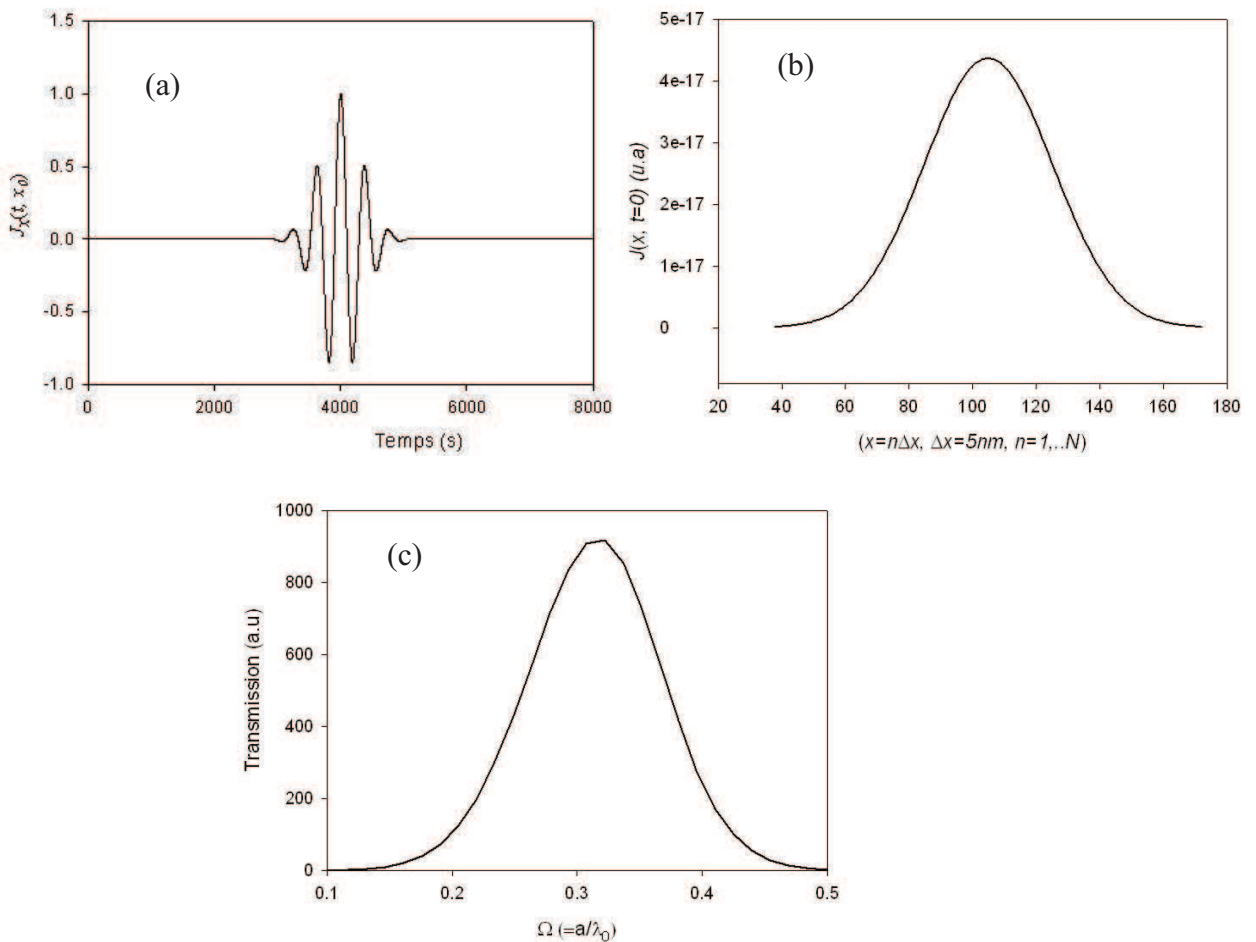 (a)
1.5
1.0
0.5
0.0
-0.5
-1.0
Jx(t, x0)
0 2000 4000 6000 8000
Temps (s)
(b)
5e-17
4e-17
3e-17
2e-17
1e-17
0
J(x, t=0) (u.a)
20 40 60 80 100 120 140 160 180
(x=nΔx, Δx=5nm, n=1,..N)
(c)
1000
800
600
400
200
0
Transmission (a.u)
0.1 0.2 0.3 0.4 0.5
Ω (=a/λ0)